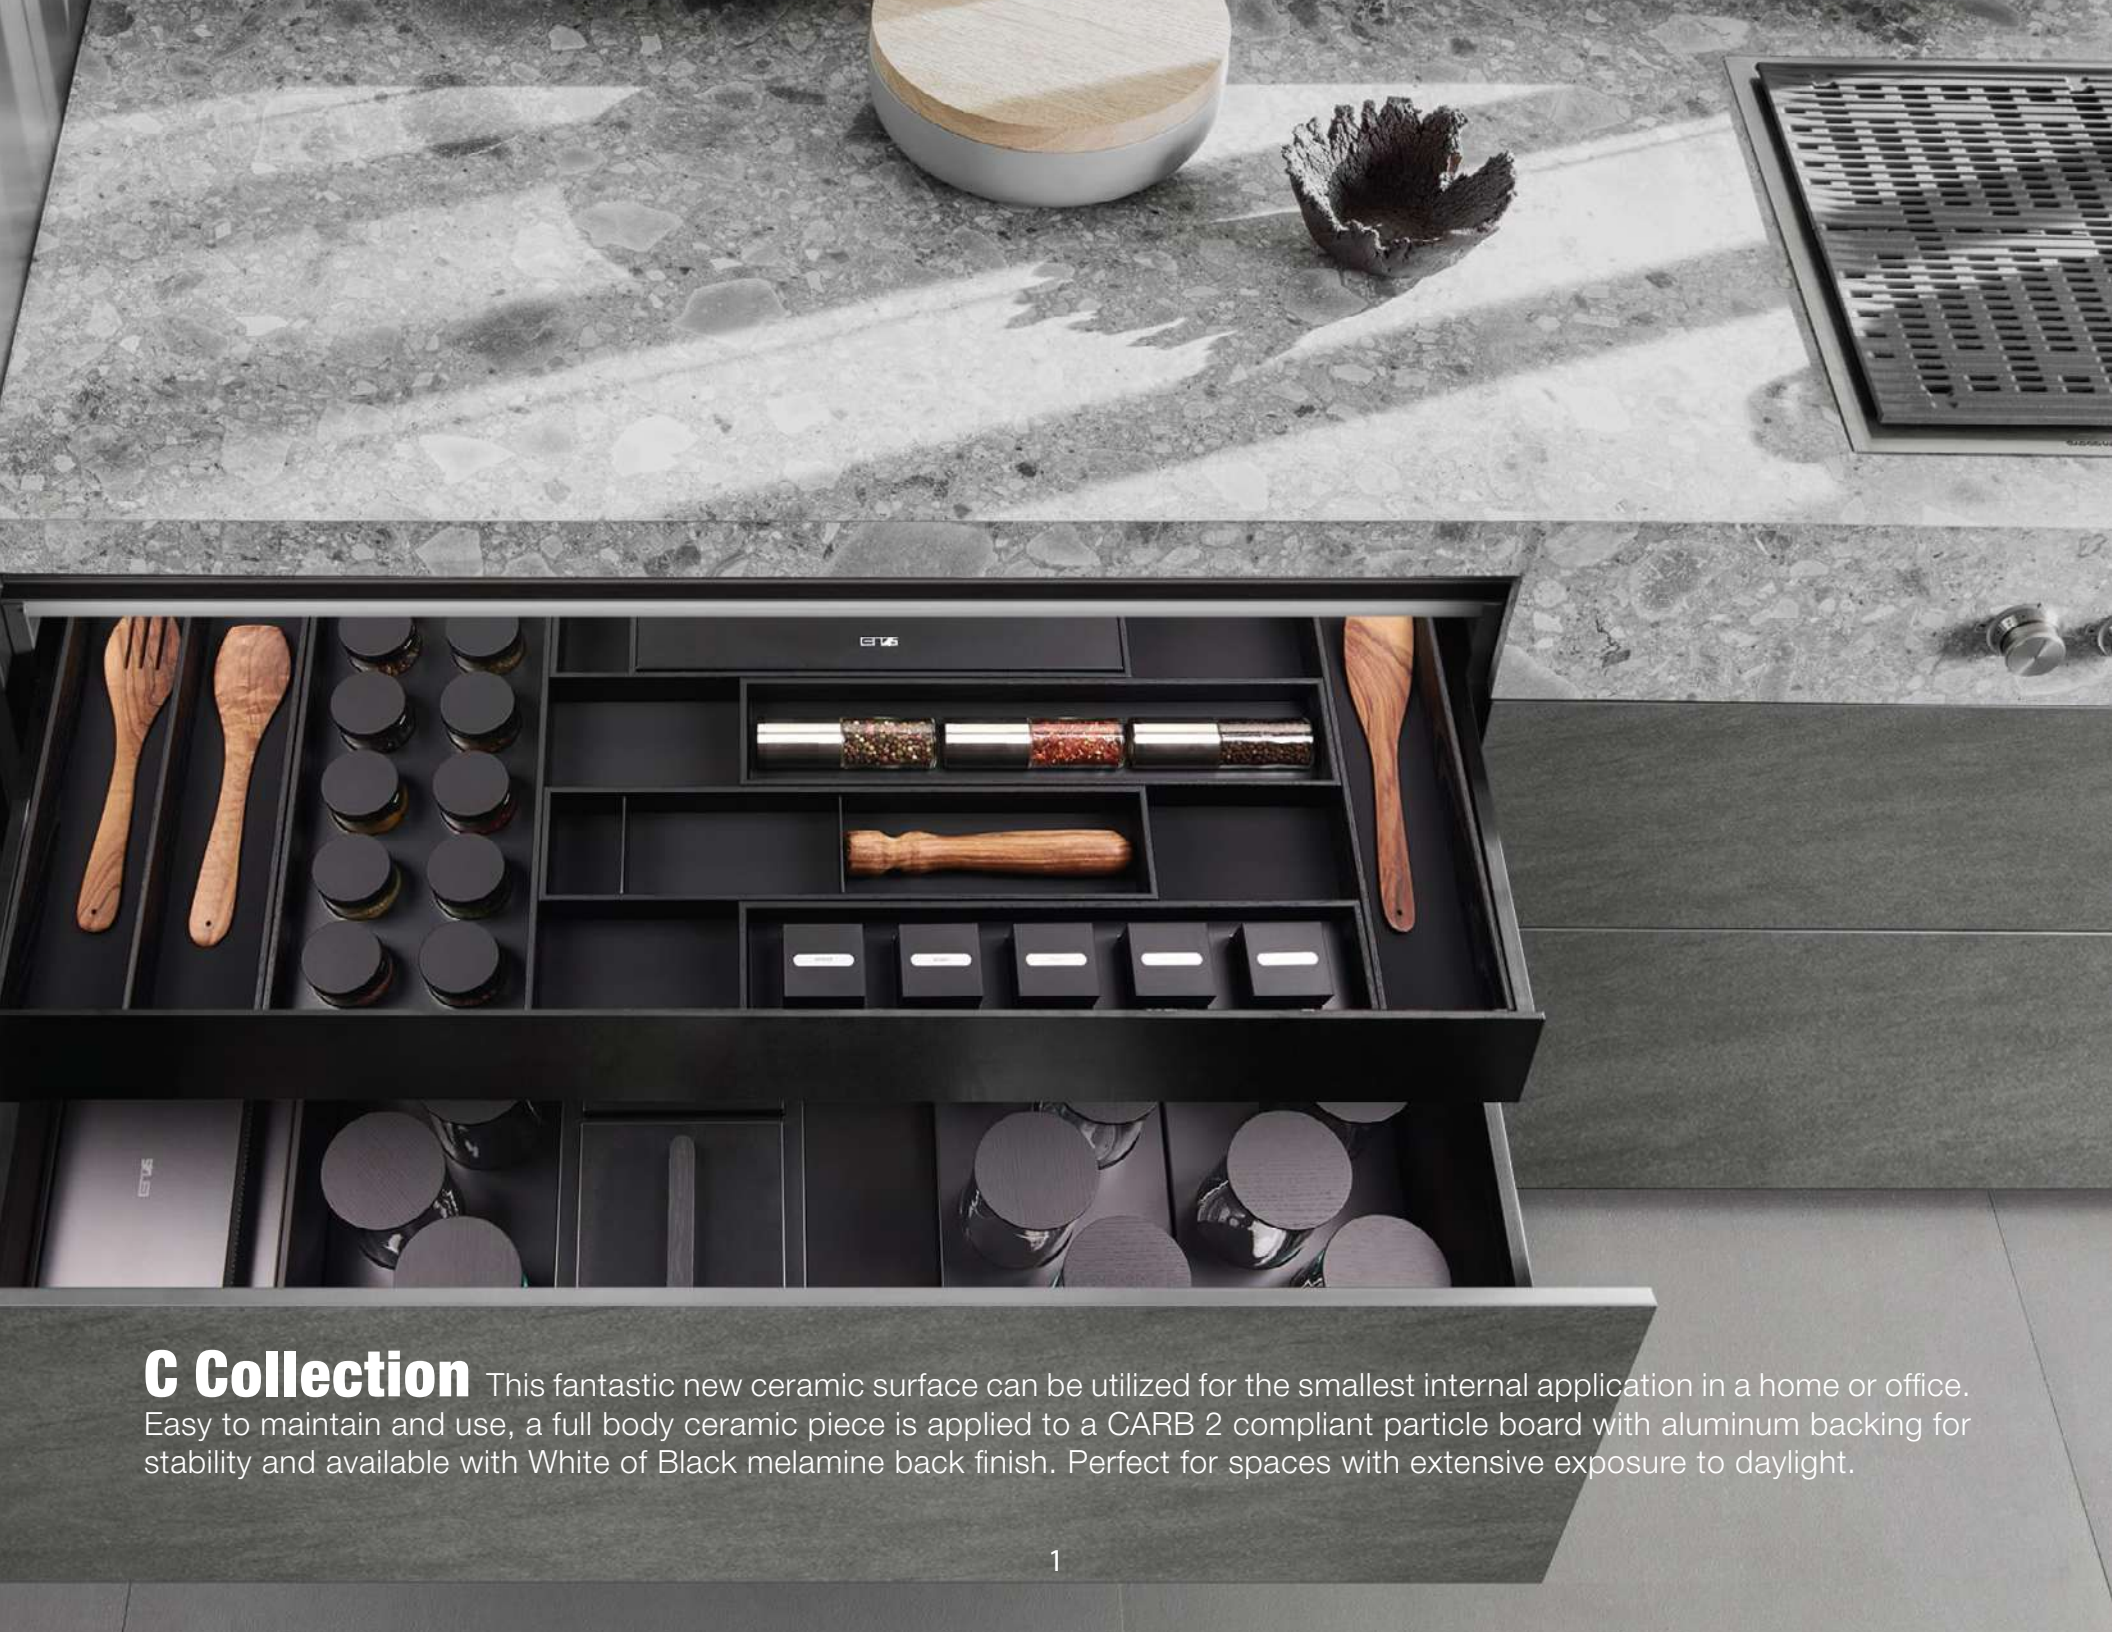 C Collection This fantastic new ceramic surface can be utilized for the smallest internal application in a home or office.
Easy to maintain and use, a full body ceramic piece is applied to a CARB 2 compliant particle board with aluminum backing for
stability and available with White of Black melamine back finish. Perfect for spaces with extensive exposure to daylight.
1